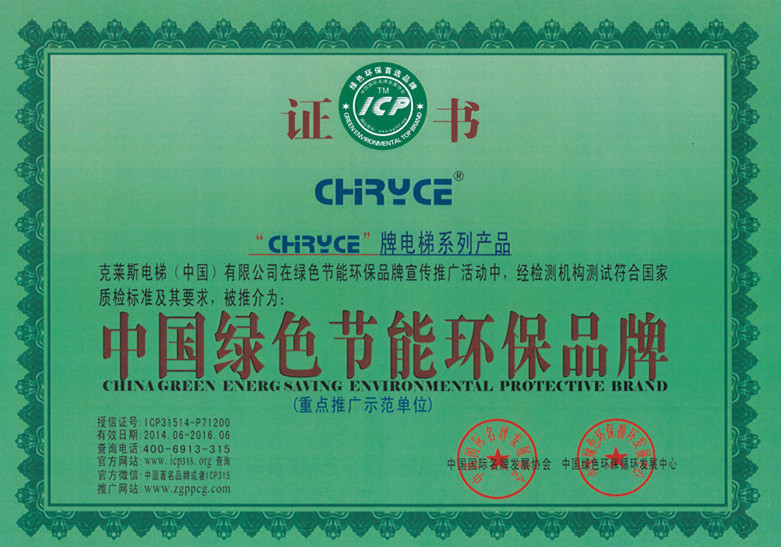 绿色环保首选品牌
TM
ICP
GREEN ENVIRONMENTAL TOP BRAND
证书
CHRYCE®
“CHRYCE”牌电梯系列产品
克莱斯电梯（中国）有限公司在绿色节能环保品牌宣传推广活动中，经检测机构测试符合国家
质检标准及其要求，被推介为：
中国绿色节能环保品牌
CHINA GREEN ENERG SAVING ENVIRONMENTAL PROTECTIVE BRAND
(重点推广示范单位)
授信证号:ICP31514-P71200
有效日期:2014.06-2016.06
查询电话:400-6913-315
官方网站:www.icp315.org 查询
官方微信:中国著名品牌或者ICP315
推广网站:www.zgppcg.com
中国国际名牌发展协会 中国绿色环保循环发展中心